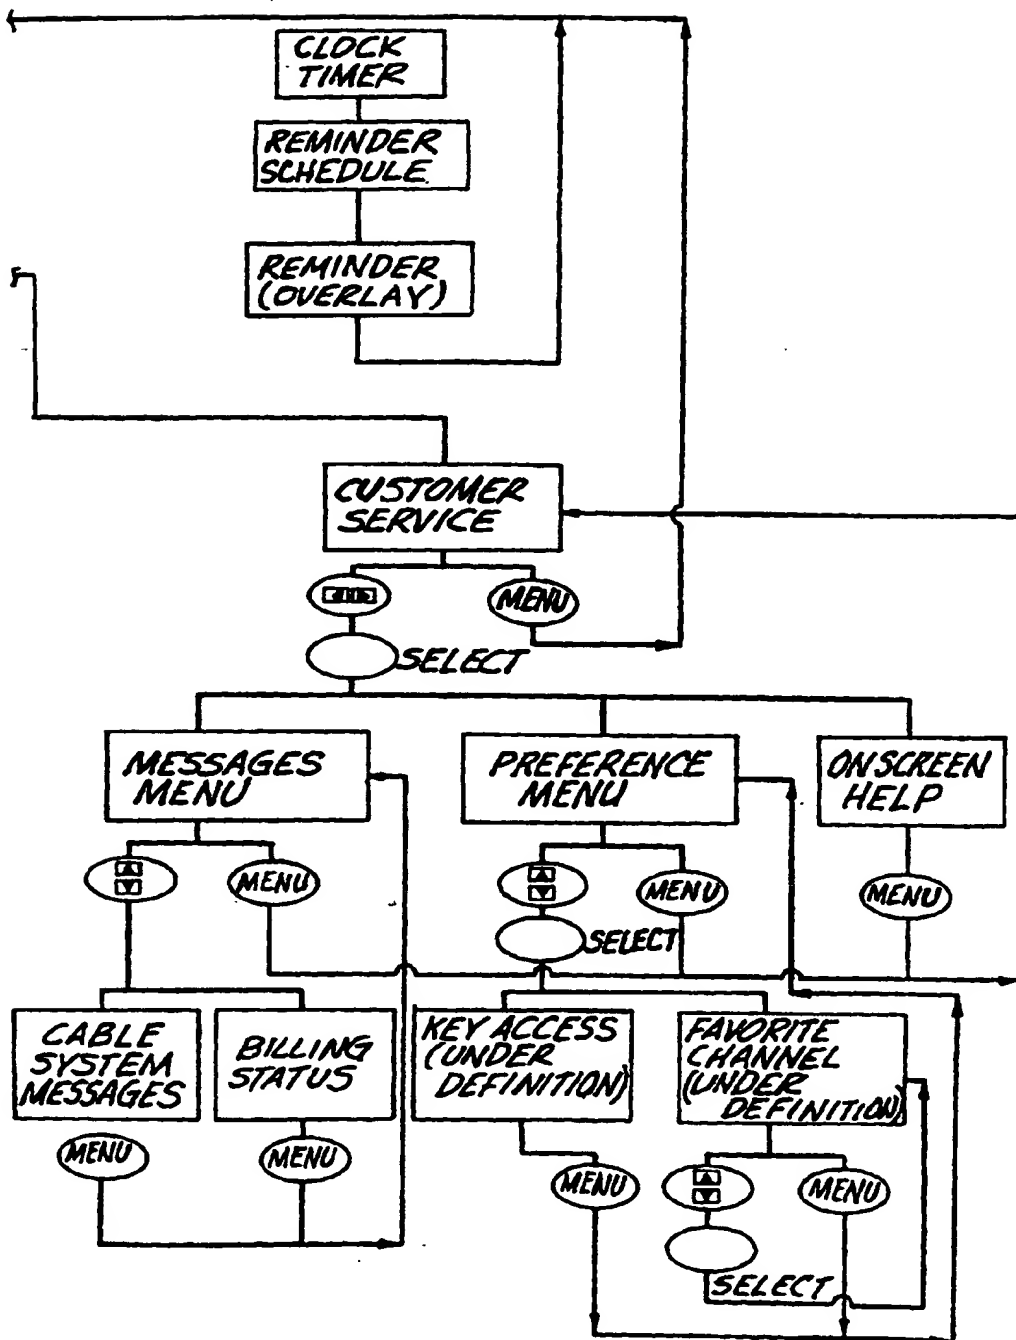 CLOCK
TIMER
REMINDER
SCHEDULE
REMINDER
(OVERLAY)
CUSTOMER
SERVICE
MENU
SELECT
MESSAGES
MENU
PREFERENCE
MENU
ON SCREEN
HELP
MENU
MENU
MENU
SELECT
CABLE
SYSTEM
MESSAGES
BILLING
STATUS
KEY ACCESS
(UNDER
DEFINITION)
FAVORITE
CHANNEL
(UNDER
DEFINITION)
MENU
MENU
MENU
MENU
SELECT